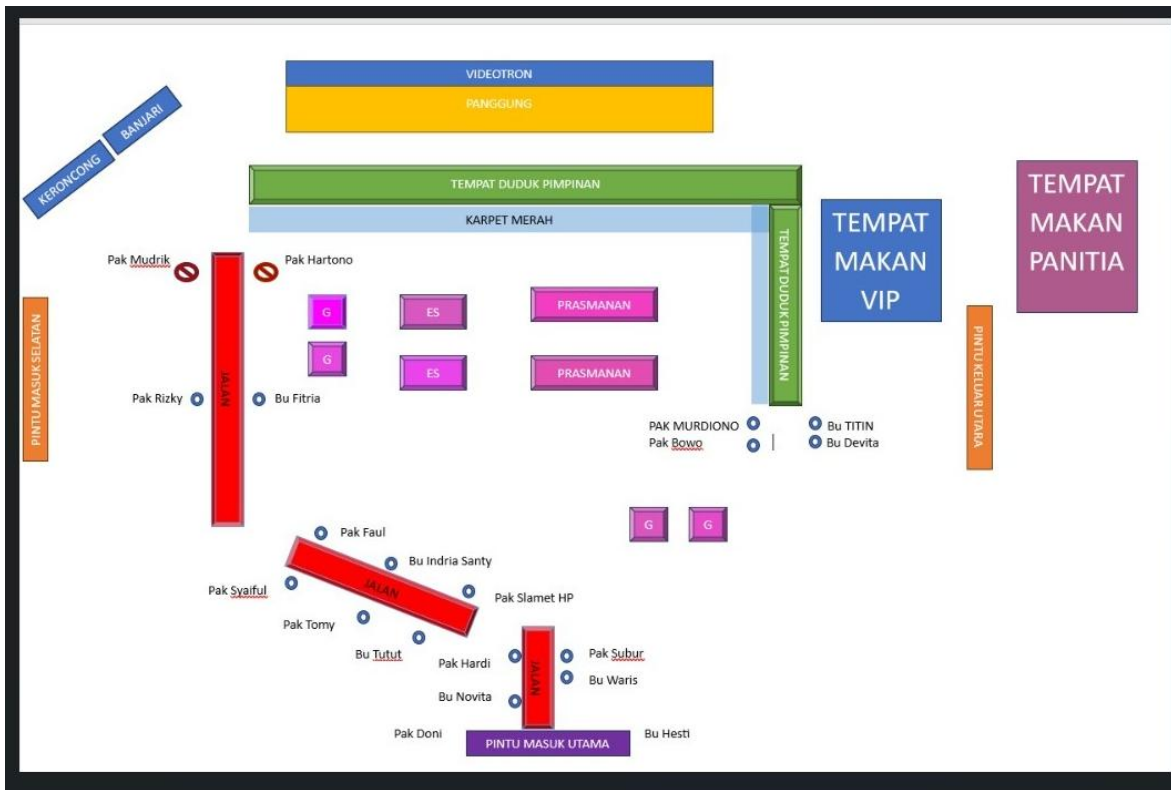 VIDEOTRON
PANGGUNG
BANJARI
KERONCONG
TEMPAT DUDUK PIMPINAN
KARPET MERAH
TEMPAT DUDUK PIMPINAN
TEMPAT
MAKAN
VIP
TEMPAT
MAKAN
PANITIA
Pak Mudrik
Pak Hartono
PINTU MASUK SELATAN
JALAN
G
ES
PRASMANAN
G
ES
PRASMANAN
PINTU KELUAR UTARA
Pak Rizky
Bu Fitria
PAK MURDIONO
Bu TITIN
Pak Bowo
Bu Devita
G
G
Pak Faul
Bu Indria Santy
JALAN
Pak Syaiful
Pak Slamet HP
Pak Tomy
Bu Tutut
Pak Hardi
JALAN
Pak Subur
Bu Waris
Bu Novita
Pak Doni
PINTU MASUK UTAMA
Bu Hesti